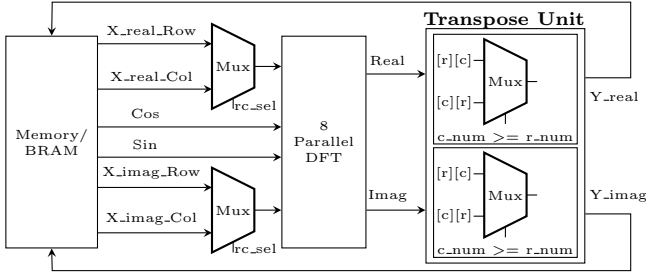 Transpose Unit
X_real_Row
X_real_Col
Mux
rc_sel
Cos
Sin
X_imag_Row
X_imag_Col
Mux
rc_sel
Memory/
BRAM
8
Parallel
DFT
Real
Imag
[r][c]
[c][r]
Mux
c_num >= r_num
[r][c]
[c][r]
Mux
c_num >= r_num
Y_real
Y_imag